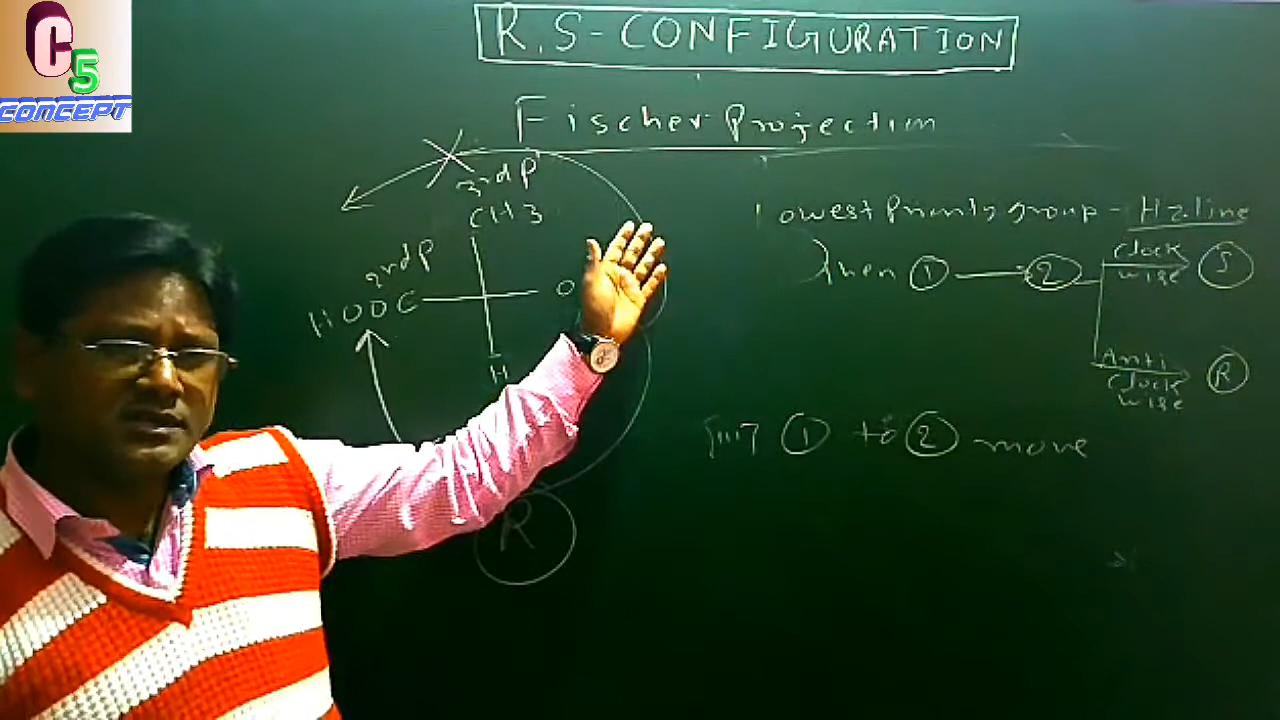 C5
CONCEPT
R,S-CONFIGURATION
Fischer Projection
3rd P
CH3
2nd P
HOOC
O
H
R
Lowest Priority group - Hz.line
Then 1 2 Clock wise S
Anti Clock wise R
1 to 2 move